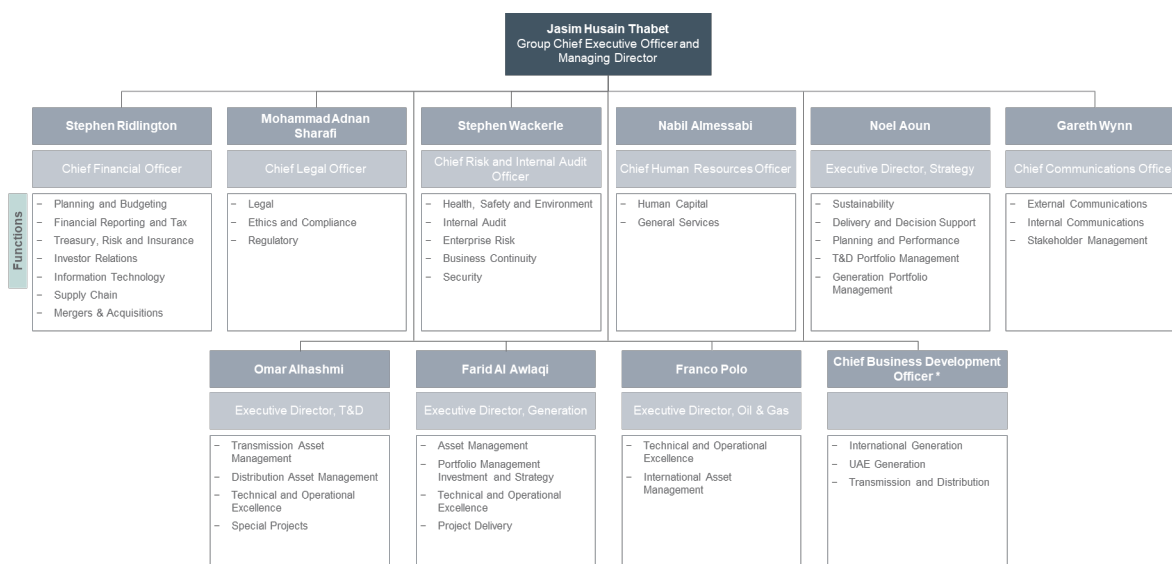 Jasim Husain Thabet
Group Chief Executive Officer and
Managing Director
Stephen Ridlington
Chief Financial Officer
Functions
– Planning and Budgeting
– Financial Reporting and Tax
– Treasury, Risk and Insurance
– Investor Relations
– Information Technology
– Supply Chain
– Mergers & Acquisitions
Mohammad Adnan
Sharafi
Chief Legal Officer
– Legal
– Ethics and Compliance
– Regulatory
Stephen Wackerle
Chief Risk and Internal Audit
Officer
– Health, Safety and Environment
– Internal Audit
– Enterprise Risk
– Business Continuity
– Security
Nabil Almessabi
Chief Human Resources Officer
– Human Capital
– General Services
Noel Aoun
Executive Director, Strategy
– Sustainability
– Delivery and Decision Support
– Planning and Performance
– T&D Portfolio Management
– Generation Portfolio
Management
Gareth Wynn
Chief Communications Officer
– External Communications
– Internal Communications
– Stakeholder Management
Omar Alhashmi
Executive Director, T&D
– Transmission Asset
Management
– Distribution Asset Management
– Technical and Operational
Excellence
– Special Projects
Farid Al Awlaqi
Executive Director, Generation
– Asset Management
– Portfolio Management
Investment and Strategy
– Technical and Operational
Excellence
– Project Delivery
Franco Polo
Executive Director, Oil & Gas
– Technical and Operational
Excellence
– International Asset
Management
Chief Business Development
Officer *
– International Generation
– UAE Generation
– Transmission and Distribution